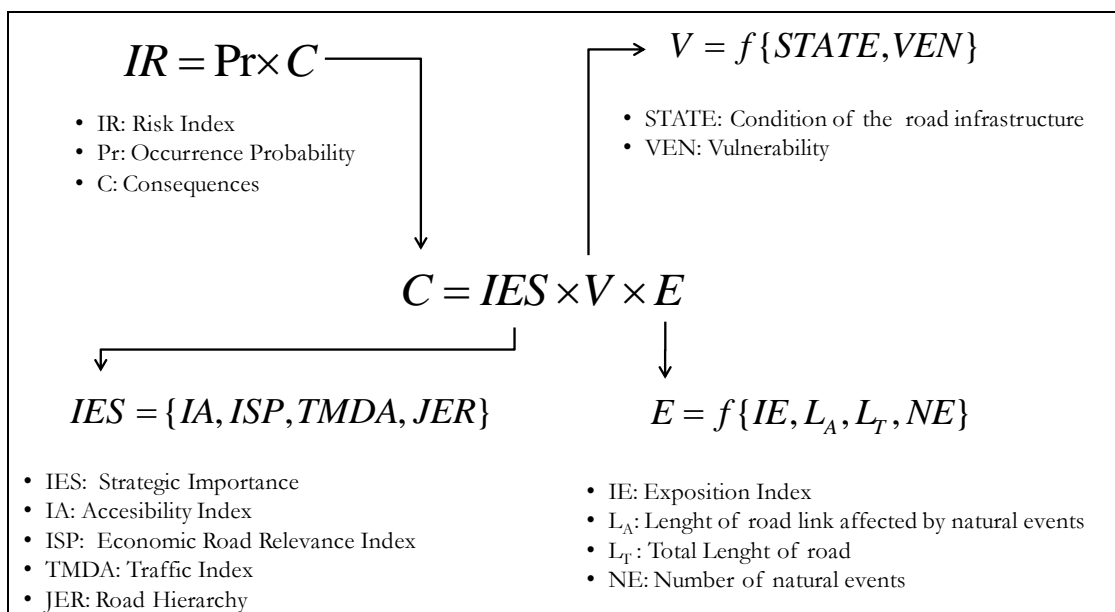 IR = Pr × C
• IR: Risk Index
• Pr: Occurrence Probability
• C: Consequences
V = f{STATE, VEN}
• STATE: Condition of the road infrastructure
• VEN: Vulnerability
C = IES × V × E
IES = {IA, ISP, TMDA, JER}
• IES: Strategic Importance
• IA: Accesibility Index
• ISP: Economic Road Relevance Index
• TMDA: Traffic Index
• JER: Road Hierarchy
E = f{IE, L_A, L_T, NE}
• IE: Exposition Index
• L_A: Lenght of road link affected by natural events
• L_T : Total Lenght of road
• NE: Number of natural events